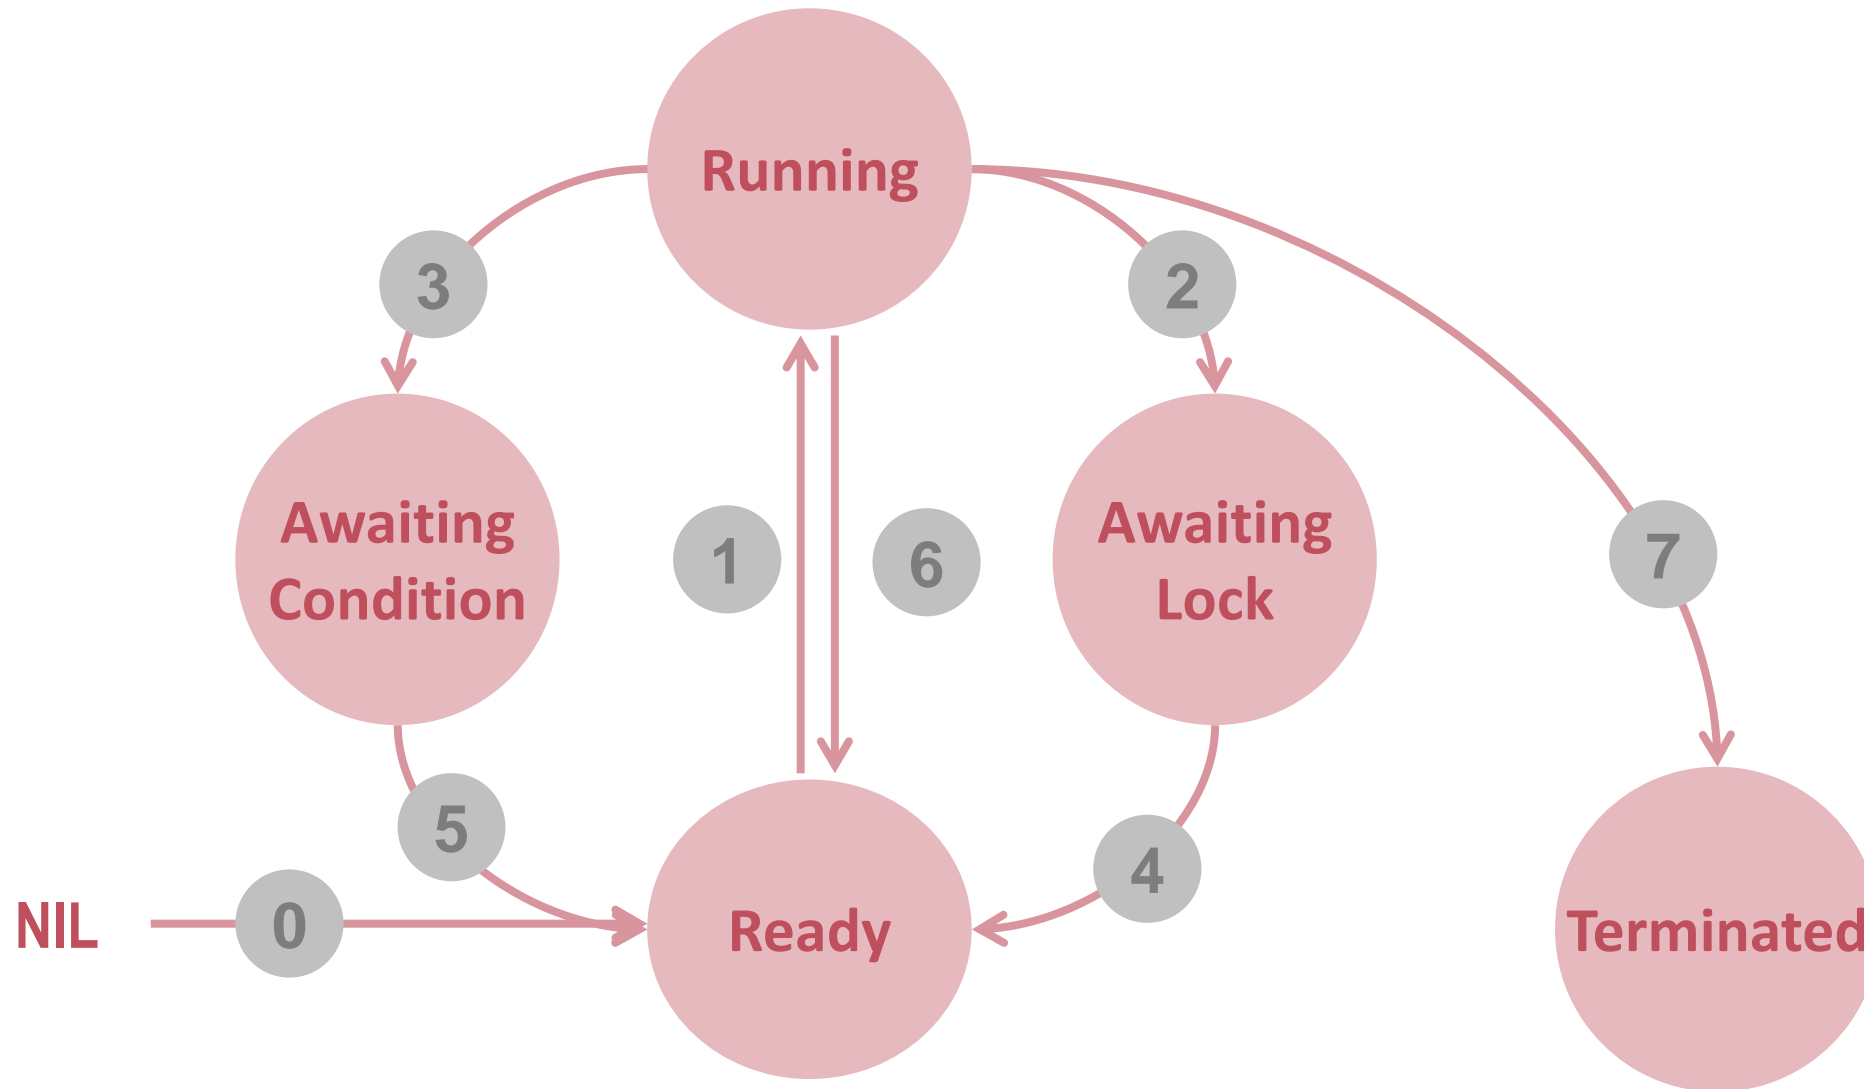 Running
3
2
Awaiting
Condition
1
6
Awaiting
Lock
7
5
4
NIL
0
Ready
Terminated